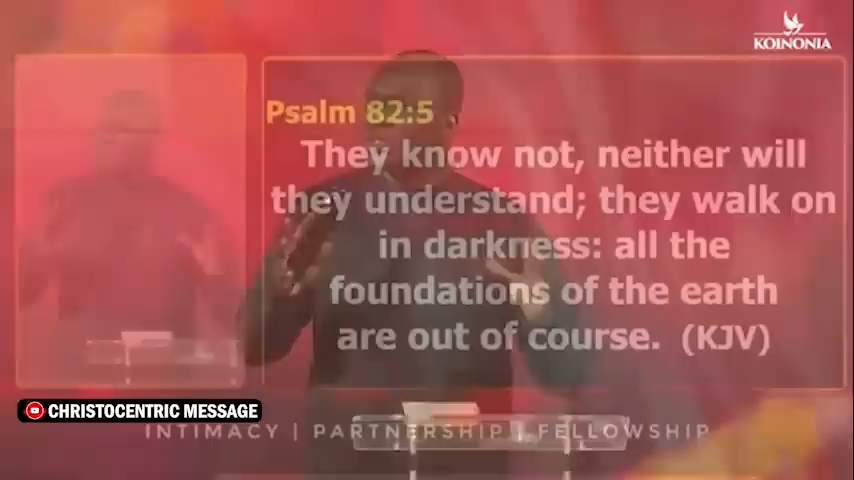 KOINONIA
Psalm 82:5
They know not, neither will
they understand; they walk on
in darkness: all the
foundations of the earth
are out of course. (KJV)
CHRISTOCENTRIC MESSAGE
INTIMACY | PARTNERSHIP | FELLOWSHIP